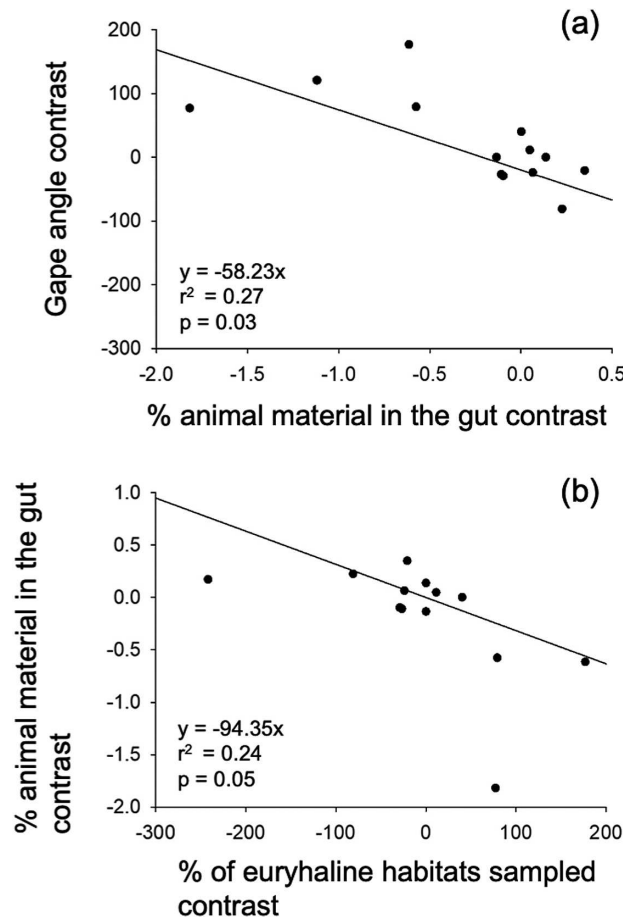 (a)
200
100
0
-100
-200
-300
Gape angle contrast
y = -58.23x
r² = 0.27
p = 0.03
-2.0 -1.5 -1.0 -0.5 0.0 0.5
% animal material in the gut contrast
(b)
1.0
0.5
0.0
-0.5
-1.0
-1.5
-2.0
% animal material in the gut
contrast
y = -94.35x
r² = 0.24
p = 0.05
-300 -200 -100 0 100 200
% of euryhaline habitats sampled
contrast